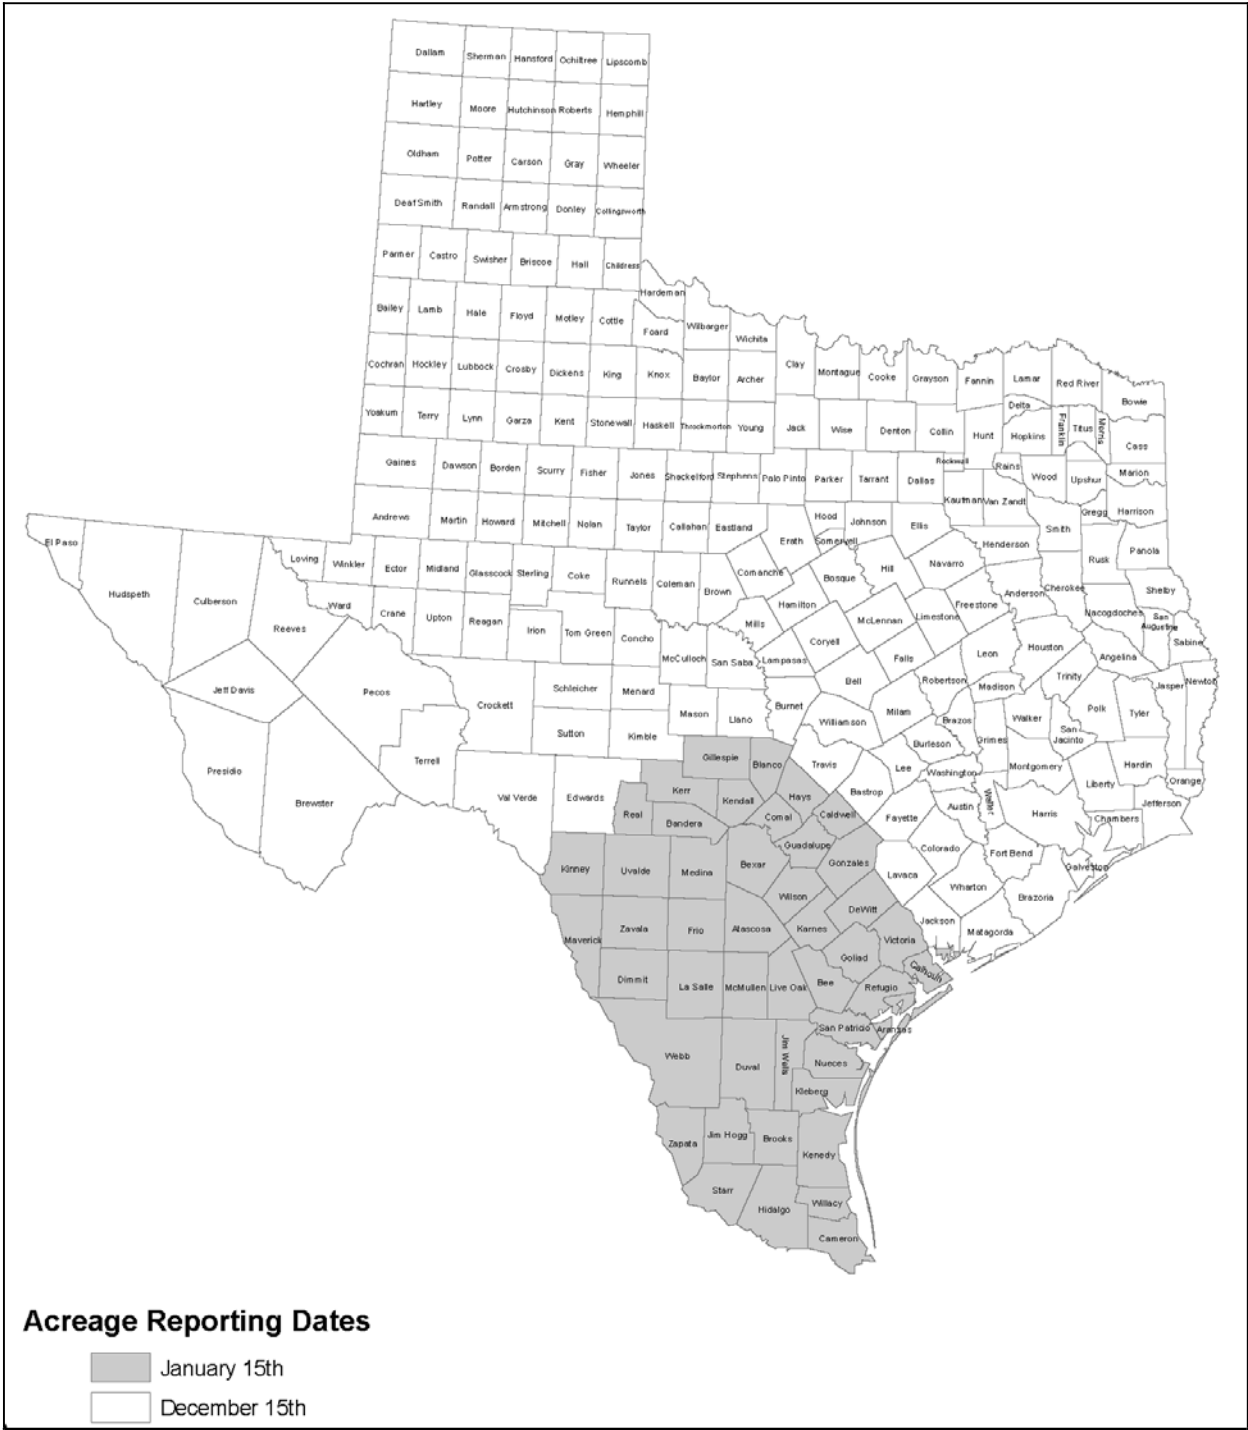 Dallam Sherman Hansford Ochiltree Lipscomb
Hartley Moore Hutchinson Roberts Hemphill
Oldham Potter Carson Gray Wheeler
Deaf Smith Randall Armstrong Donley Collingsworth
Parmer Castro Swisher Briscoe Hall Childress
Hardeman
Bailey Lamb Hale Floyd Motley Cottle Foard Wilbarger Wichita
Cochran Hockley Lubbock Crosby Dickens King Knox Baylor Archer Clay Montague Cooke Grayson Fannin Lamar Red River Bowie
Delta
Yoakum Terry Lynn Garza Kent Stonewall Haskell Throckmorton Young Jack Wise Denton Collin Hunt Hopkins Franklin Titus Morris Cass
Gaines Dawson Borden Scurry Fisher Jones Shackelford Stephens Palo Pinto Parker Tarrant Dallas Rockwall Rains Wood Upshur Marion
Kaufman Van Zandt Gregg Harrison
Andrews Martin Howard Mitchell Nolan Taylor Callahan Eastland Hood Johnson Ellis Smith
El Paso Erath Somervell Henderson Rusk Panola
Loving Winkler Ector Midland Glasscock Sterling Coke Runnels Coleman Brown Comanche Bosque Hill Navarro Anderson Cherokee Shelby
Hudspeth Culberson Reeves Ward Crane Upton Reagan Irion Tom Green Concho Mills Hamilton McLennan Limestone Freestone Nacogdoches San Augustine Sabine
McCulloch San Saba Lampasas Coryell Falls Leon Houston Angelina
Jeff Davis Pecos Crockett Schleicher Menard Bell Robertson Madison Trinity Jasper Newton
Mason Llano Burnet Williamson Milam Brazos Walker San Jacinto Polk Tyler
Sutton Kimble Burleson Grimes
Presidio Brewster Terrell Gillespie Blanco Travis Lee Washington Montgomery Liberty Hardin Orange
Val Verde Edwards Real Kerr Kendall Hays Bastrop Austin Waller Harris Chambers Jefferson
Bandera Comal Caldwell Fayette
Guadalupe Colorado Fort Bend Galveston
Kinney Uvalde Medina Bexar Gonzales Lavaca Wharton Brazoria
Wilson DeWitt Jackson Matagorda
Maverick Zavala Frio Atascosa Karnes Victoria
Goliad Calhoun
Dimmit La Salle McMullen Live Oak Bee Refugio
San Patricio Aransas
Webb Duval Jim Wells Nueces
Kleberg
Zapata Jim Hogg Brooks Kenedy
Starr Hidalgo Willacy
Cameron
Acreage Reporting Dates
January 15th
December 15th